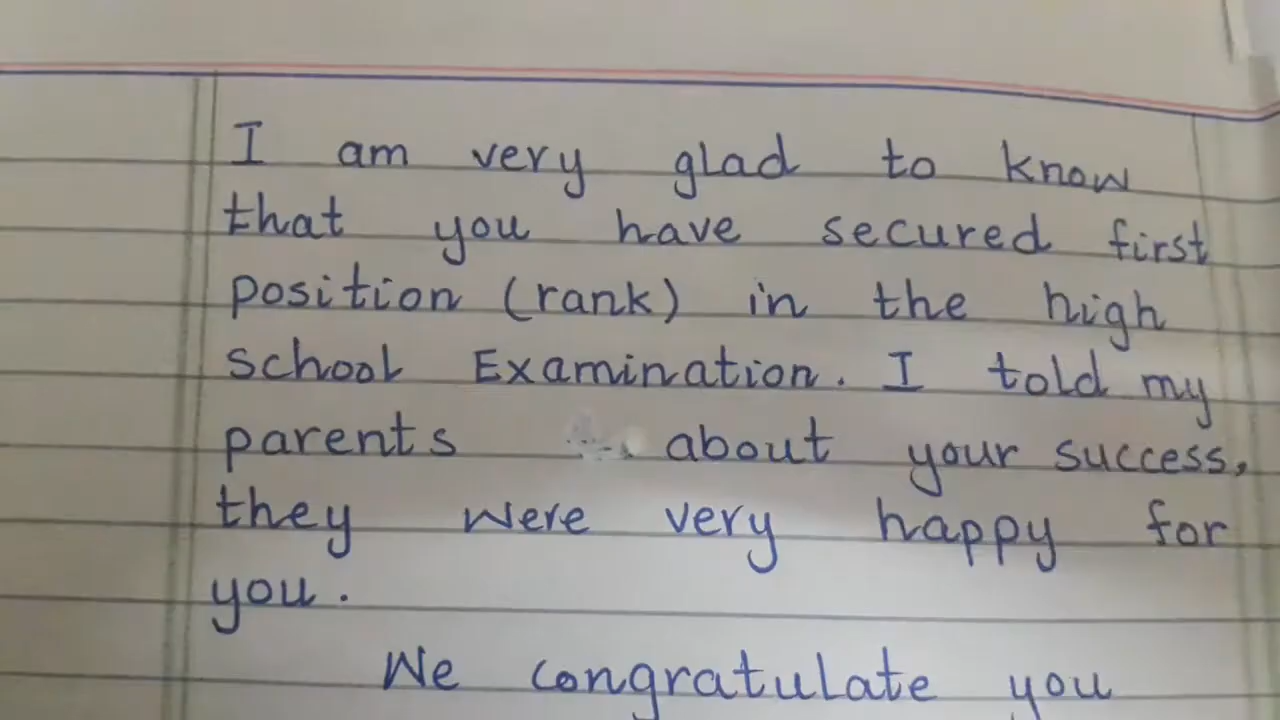 I am very glad to know
that you have secured first
position (rank) in the high
school Examination. I told my
parents about your success,
they were very happy for
you.
We congratulate you